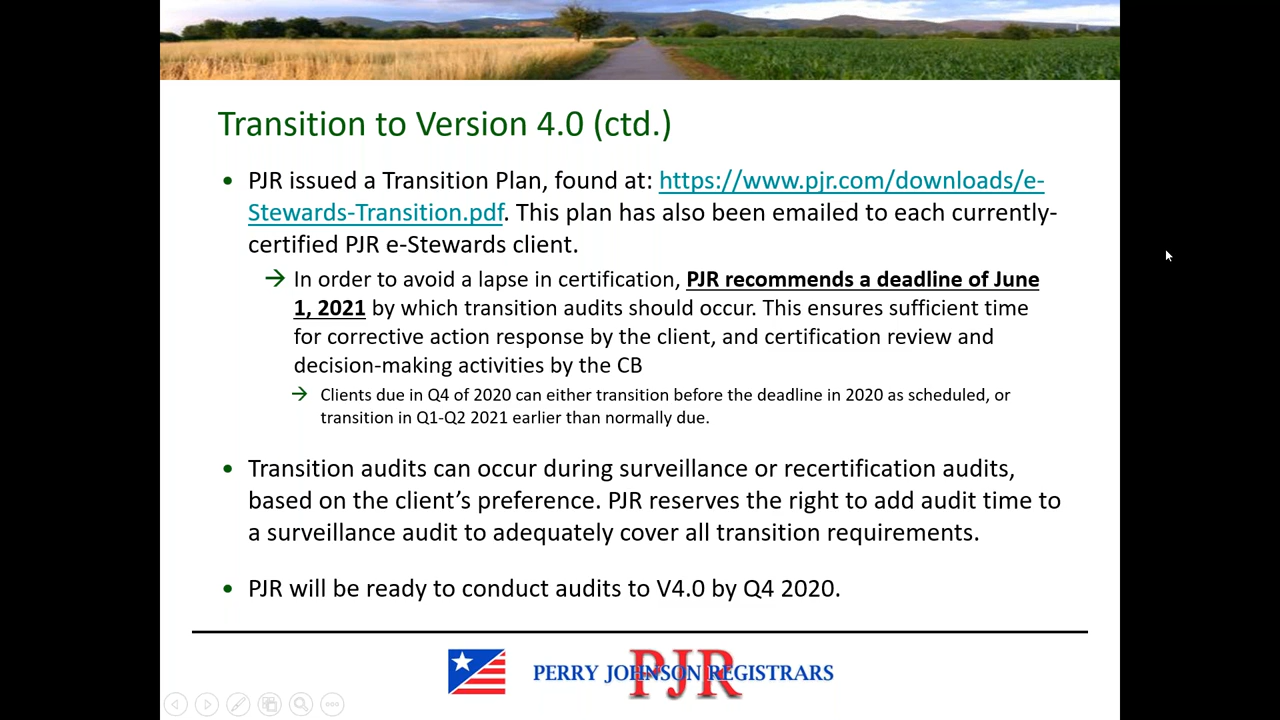 Transition to Version 4.0 (ctd.)
• PJR issued a Transition Plan, found at: https://www.pjr.com/downloads/e-
Stewards-Transition.pdf. This plan has also been emailed to each currently-
certified PJR e-Stewards client.
→ In order to avoid a lapse in certification, PJR recommends a deadline of June
1, 2021 by which transition audits should occur. This ensures sufficient time
for corrective action response by the client, and certification review and
decision-making activities by the CB
→ Clients due in Q4 of 2020 can either transition before the deadline in 2020 as scheduled, or
transition in Q1-Q2 2021 earlier than normally due.
• Transition audits can occur during surveillance or recertification audits,
based on the client’s preference. PJR reserves the right to add audit time to
a surveillance audit to adequately cover all transition requirements.
• PJR will be ready to conduct audits to V4.0 by Q4 2020.
PJR
PERRY JOHNSON REGISTRARS